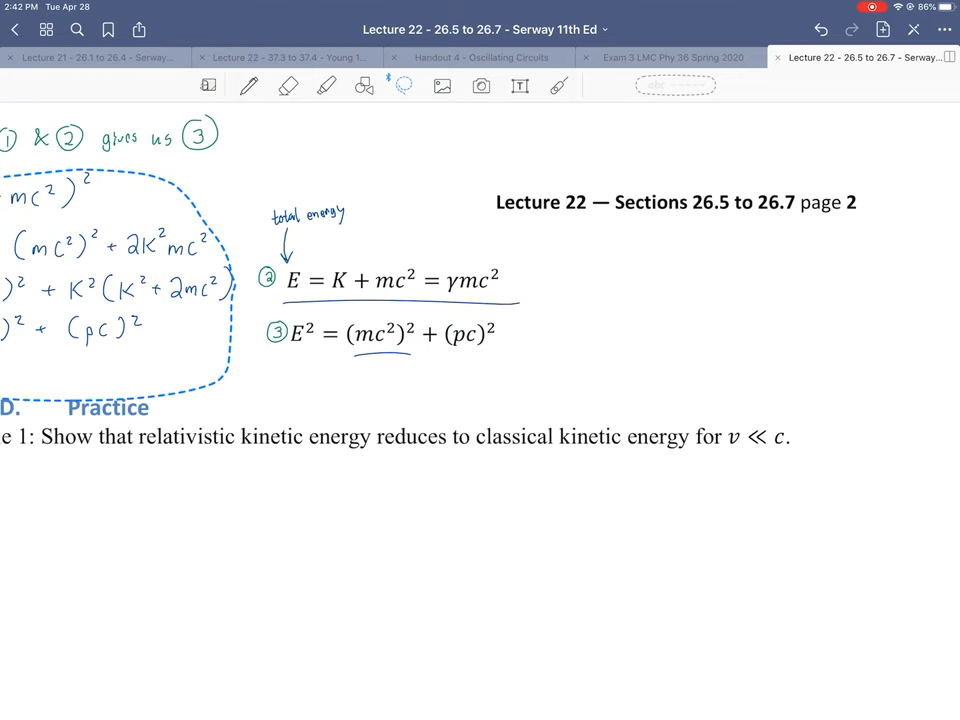 2:42 PM Tue Apr 28 86%
Lecture 22 - 26.5 to 26.7 - Serway 11th Ed
Lecture 21 - 26.1 to 26.4 - Serway... Lecture 22 - 37.3 to 37.4 - Young 1... Handout 4 - Oscillating Circuits Exam 3 LMC Phy 36 Spring 2020 Lecture 22 - 26.5 to 26.7 - Serway...
① & ② gives us ③
mc²)²
total energy
Lecture 22 — Sections 26.5 to 26.7 page 2
(mc²)² + 2K²mc²
② E = K + mc² = γmc²
)² + K²(K² + 2mc²)
)² + (pc)²
③ E² = (mc²)² + (pc)²
D. Practice
e 1: Show that relativistic kinetic energy reduces to classical kinetic energy for v ≪ c.